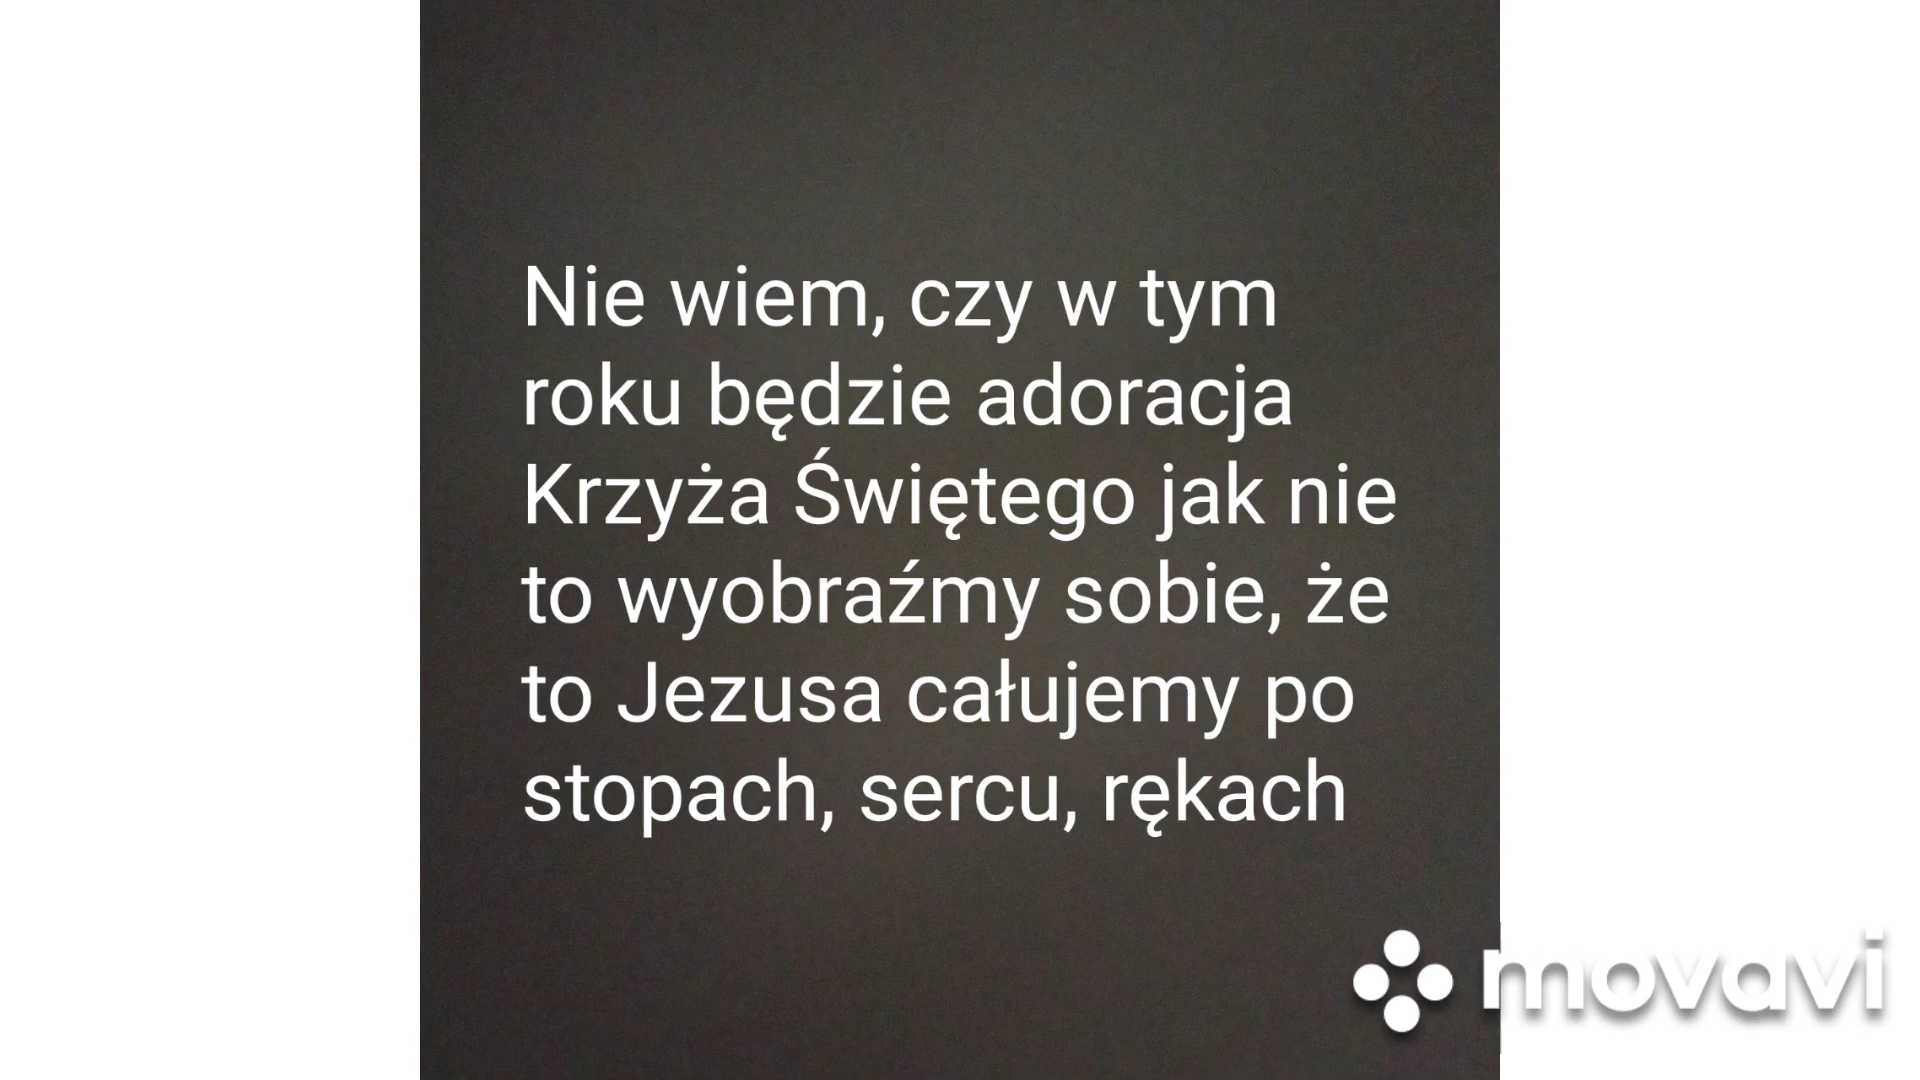 Nie wiem, czy w tym
roku będzie adoracja
Krzyża Świętego jak nie
to wyobraźmy sobie, że
to Jezusa całujemy po
stopach, sercu, rękach
movavi